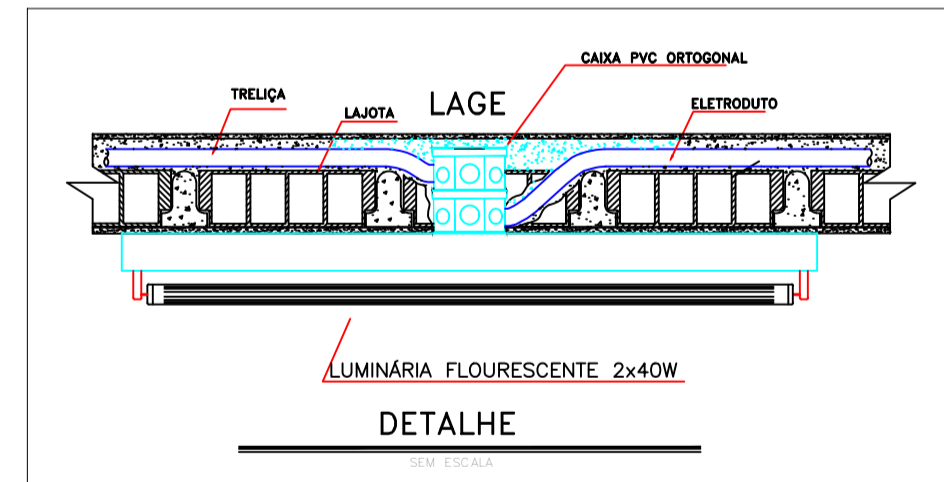 CAIXA PVC ORTOGONAL
TRELIÇA
LAJOTA
LAGE
ELETRODUTO
LUMINÁRIA FLOURESCENTE 2x40W
DETALHE
SEM ESCALA